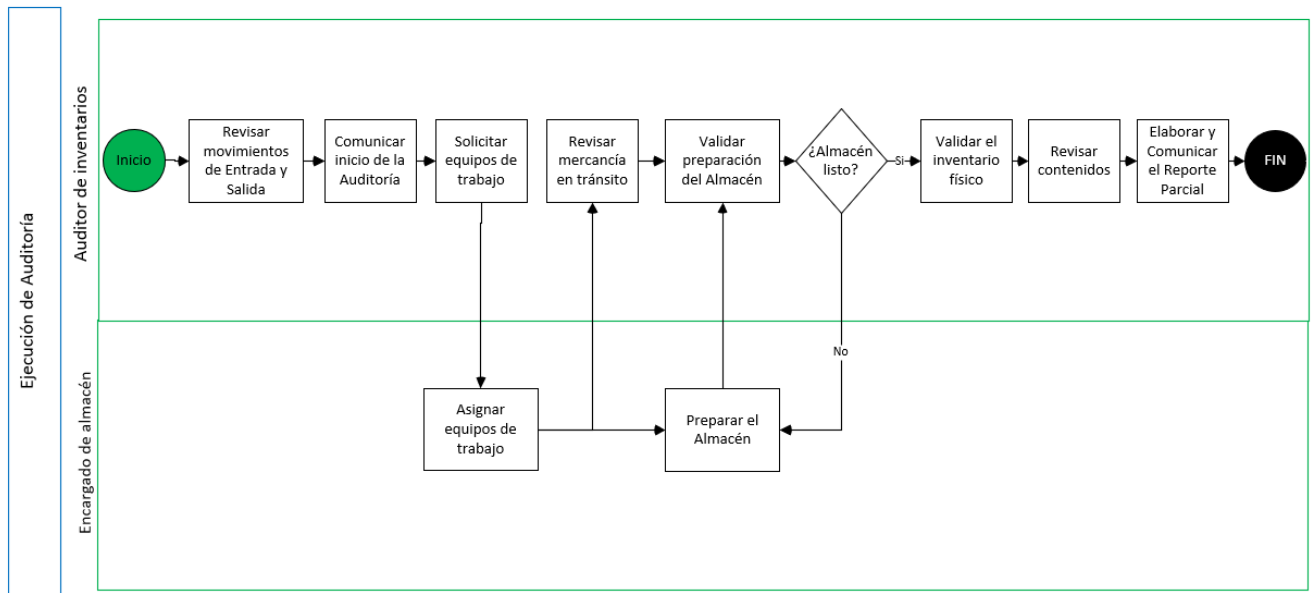 Ejecución de Auditoría
Auditor de inventarios
Inicio
Revisar
movimientos
de Entrada y
Salida
Comunicar
inicio de la
Auditoría
Solicitar
equipos de
trabajo
Revisar
mercancía
en tránsito
Validar
preparación
del Almacén
¿Almacén
listo?
Si
Validar el
inventario
físico
Revisar
contenidos
Elaborar y
Comunicar
el Reporte
Parcial
FIN
No
Encargado de almacén
Asignar
equipos de
trabajo
Preparar el
Almacén